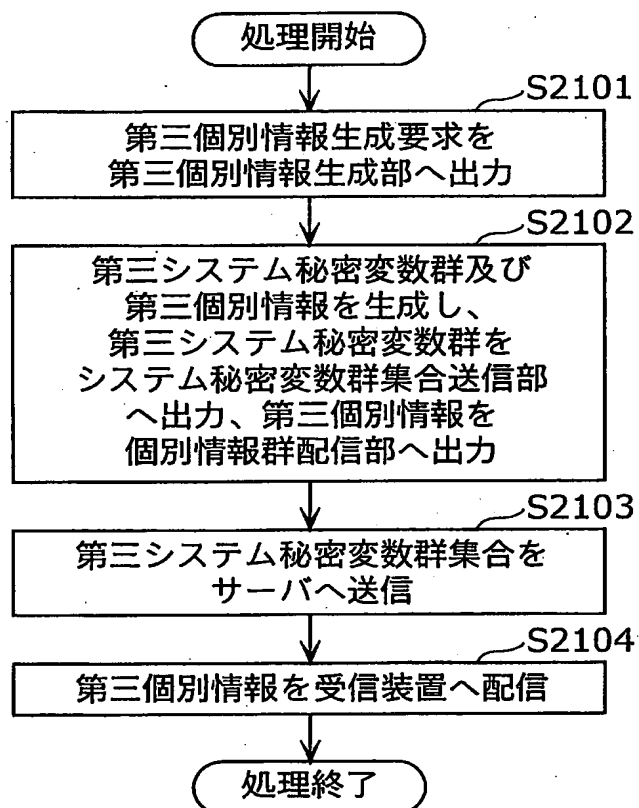 処理開始
S2101
第三個別情報生成要求を
第三個別情報生成部へ出力
S2102
第三システム秘密変数群及び
第三個別情報を生成し、
第三システム秘密変数群を
システム秘密変数群集合送信部
へ出力、第三個別情報を
個別情報群配信部へ出力
S2103
第三システム秘密変数群集合を
サーバへ送信
S2104
第三個別情報を受信装置へ配信
処理終了